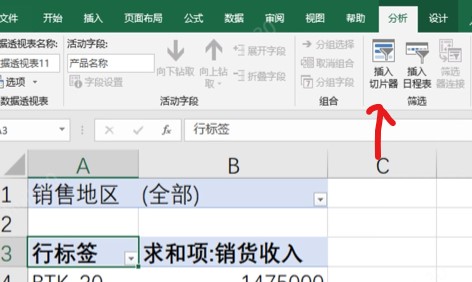 文件 开始 插入 页面布局 公式 数据 审阅 视图 帮助 分析 设计
数据透视表名称:
数据透视表11
选项
数据透视表
活动字段:
产品名称
字段设置
向下钻取
向上钻取
展开字段
折叠字段
活动字段
分组选择
取消组合
分组字段
组合
插入切片器
插入日程表
筛选器连接
筛选
A3
fx
行标签
A B C
1 销售地区 (全部)
2
3 行标签 求和项:销货收入